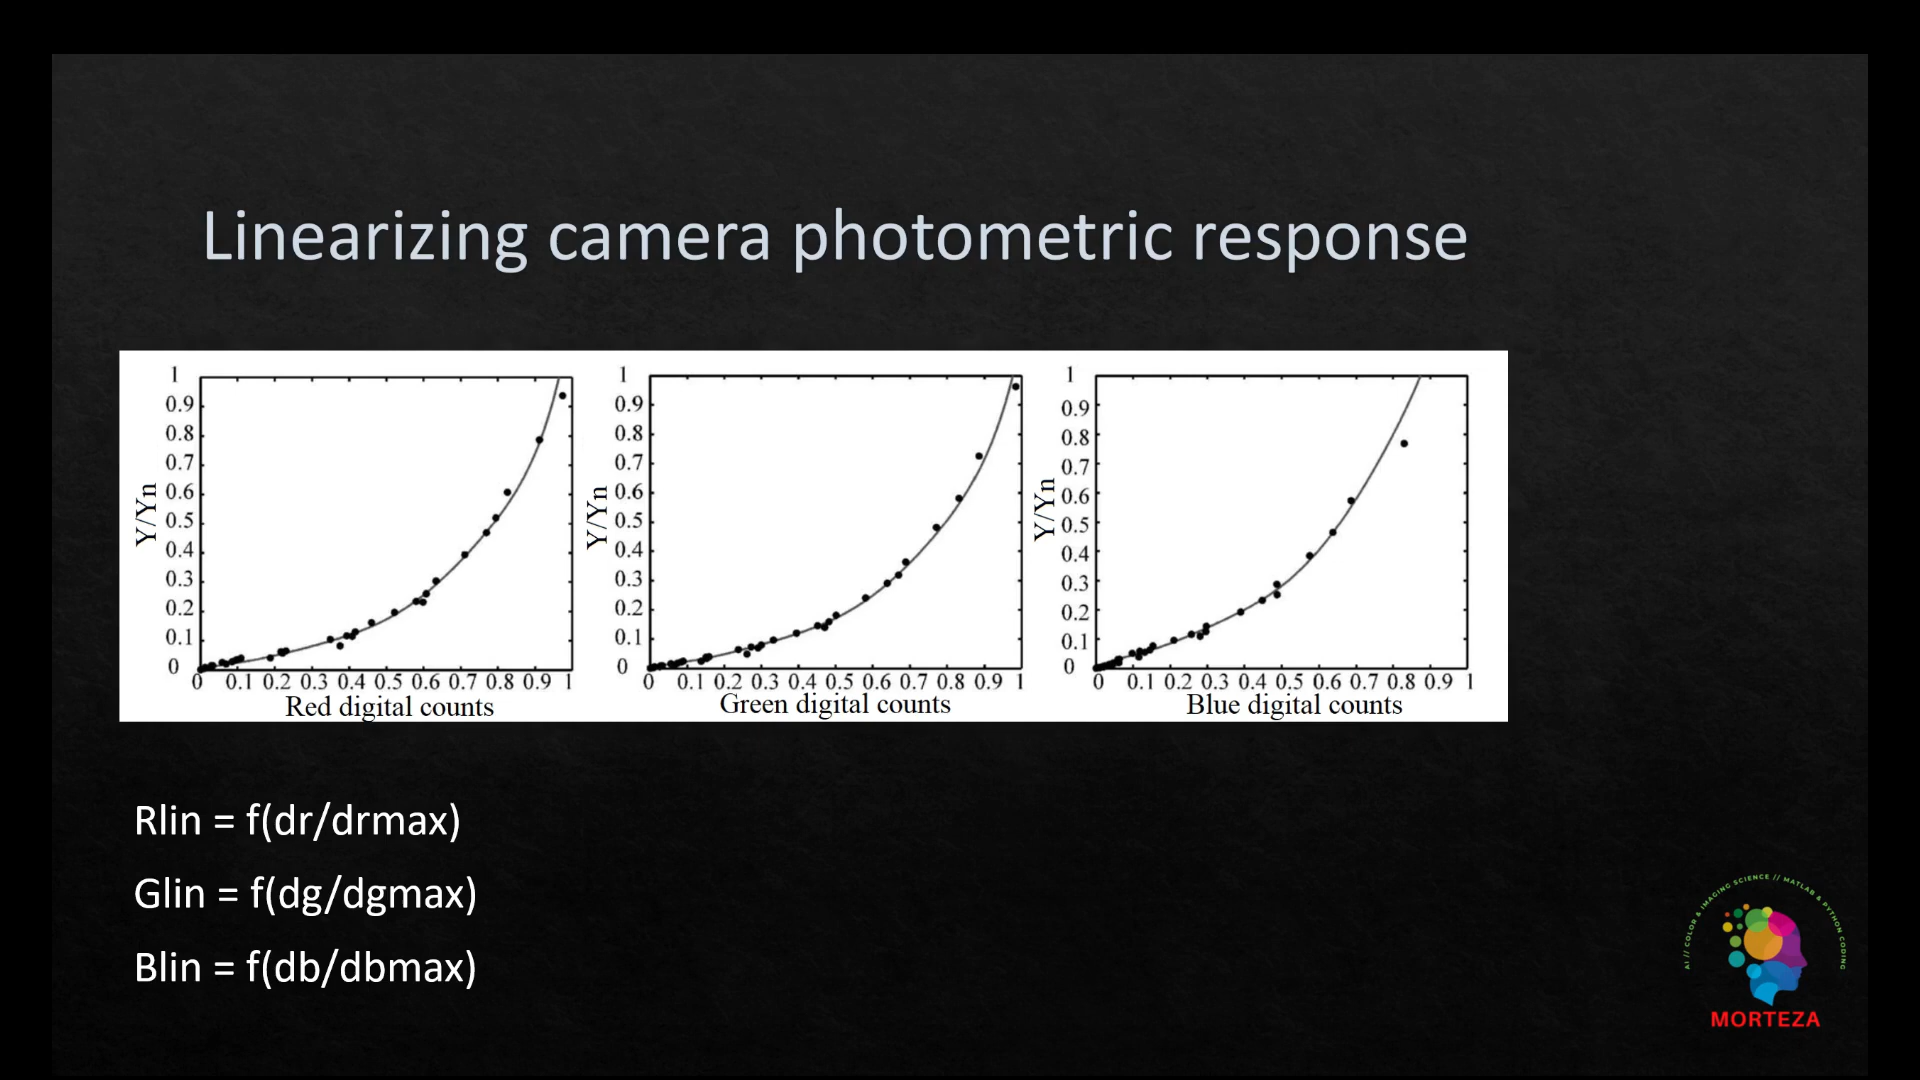 Linearizing camera photometric response
Y/Yn
1
0.9
0.8
0.7
0.6
0.5
0.4
0.3
0.2
0.1
0
0 0.1 0.2 0.3 0.4 0.5 0.6 0.7 0.8 0.9 1
Red digital counts
Y/Yn
1
0.9
0.8
0.7
0.6
0.5
0.4
0.3
0.2
0.1
0
0 0.1 0.2 0.3 0.4 0.5 0.6 0.7 0.8 0.9 1
Green digital counts
Y/Yn
1
0.9
0.8
0.7
0.6
0.5
0.4
0.3
0.2
0.1
0
0 0.1 0.2 0.3 0.4 0.5 0.6 0.7 0.8 0.9 1
Blue digital counts
Rlin = f(dr/drmax)
Glin = f(dg/dgmax)
Blin = f(db/dbmax)
AI // COLOR & IMAGING SCIENCE // MATLAB & PYTHON CODING
MORTEZA